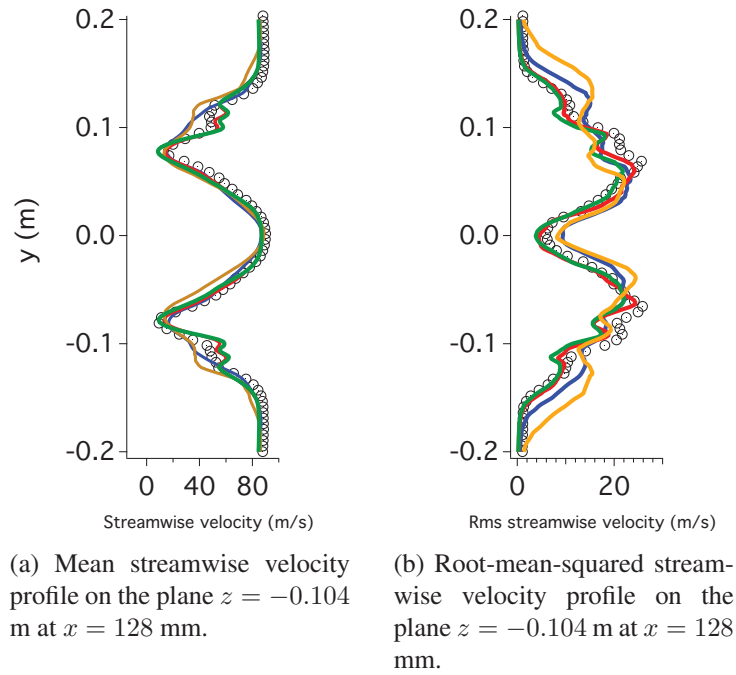 0.2
0.1
0.0
-0.1
-0.2
y (m)
0 40 80
Streamwise velocity (m/s)
0.2
0.1
0.0
-0.1
-0.2
0 20
Rms streamwise velocity (m/s)
(a) Mean streamwise velocity
profile on the plane z = −0.104
m at x = 128 mm.
(b) Root-mean-squared stream-
wise velocity profile on the
plane z = −0.104 m at x = 128
mm.